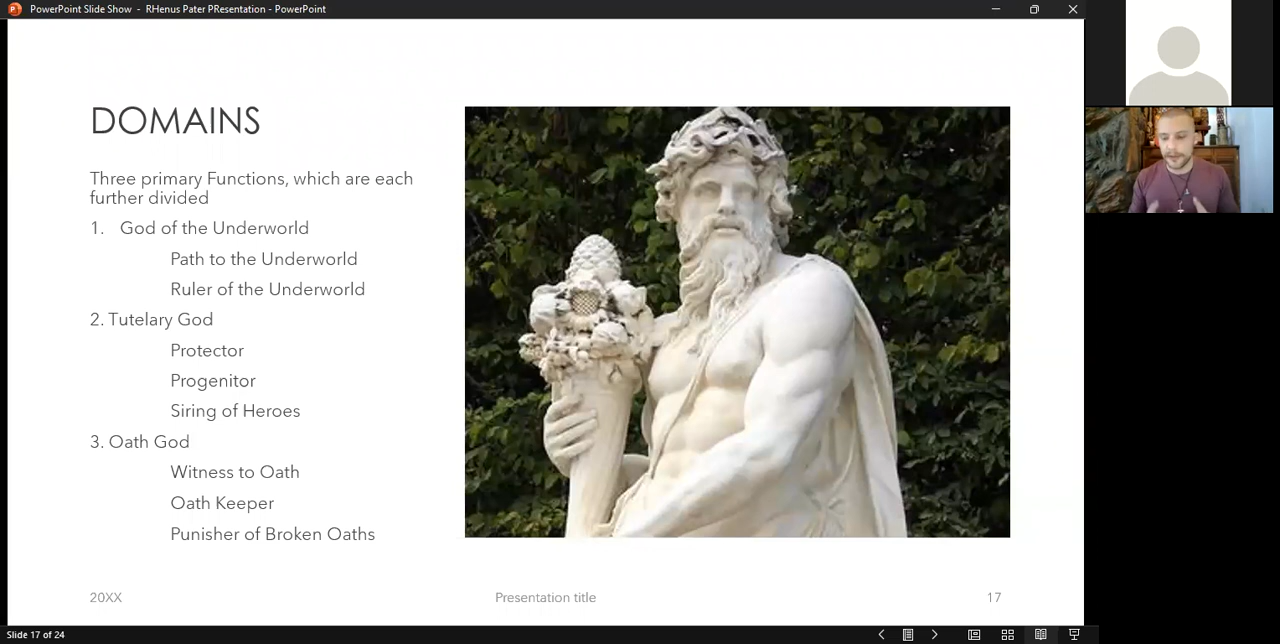 PowerPoint Slide Show - RHenus Pater PResentation - PowerPoint
DOMAINS
Three primary Functions, which are each
further divided
1. God of the Underworld
Path to the Underworld
Ruler of the Underworld
2. Tutelary God
Protector
Progenitor
Siring of Heroes
3. Oath God
Witness to Oath
Oath Keeper
Punisher of Broken Oaths
20XX
Presentation title
17
Slide 17 of 24